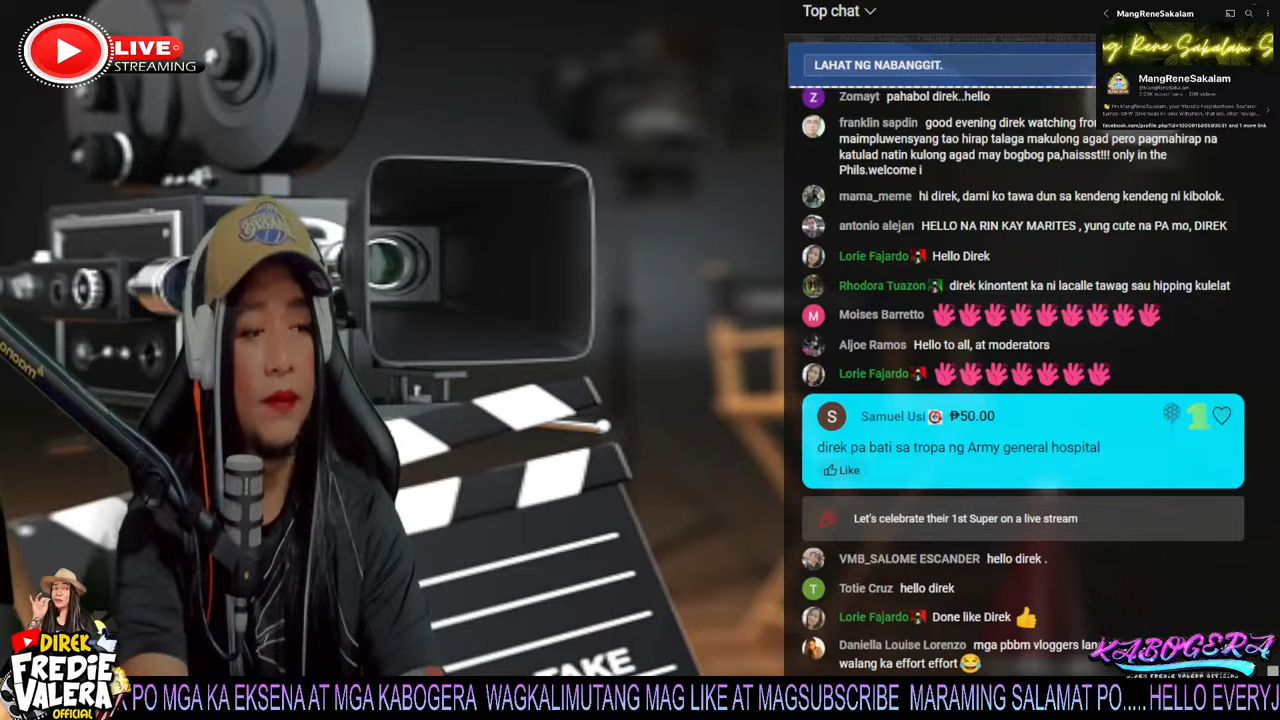 LIVE
STREAMING
DIREK
FREDIE
VALERA
OFFICIAL
TAKE
Top chat
LAHAT NG NABANGGIT.
MangReneSakalam
ng Rene Sakalam S
MangReneSakalam
Zomayt pahabol direk..hello
franklin sapdin good evening direk watching from
maimpluwensyang tao hirap talaga makulong agad pero pagmahirap na
katulad natin kulong agad may bogbog pa,haissst!!! only in the
Phils.welcome i
mama_meme hi direk, dami ko tawa dun sa kendeng kendeng ni kibolok.
antonio alejan HELLO NA RIN KAY MARITES , yung cute na PA mo, DIREK
Lorie Fajardo Hello Direk
Rhodora Tuazon direk kinontent ka ni lacalle tawag sau hipping kulelat
M Moises Barretto
Aljoe Ramos Hello to all, at moderators
Lorie Fajardo
S Samuel Usi ₱50.00 1
direk pa bati sa tropa ng Army general hospital
Like
Let's celebrate their 1st Super on a live stream
VMB_SALOME ESCANDER hello direk .
T Totie Cruz hello direk
Lorie Fajardo Done like Direk
Daniella Louise Lorenzo mga pbbm vloggers lan
walang ka effort effort
KABOGERA
PO MGA KA EKSENA AT MGA KABOGERA WAGKALIMUTANG MAG LIKE AT MAGSUBSCRIBE MARAMING SALAMAT PO..... HELLO EVERYJ